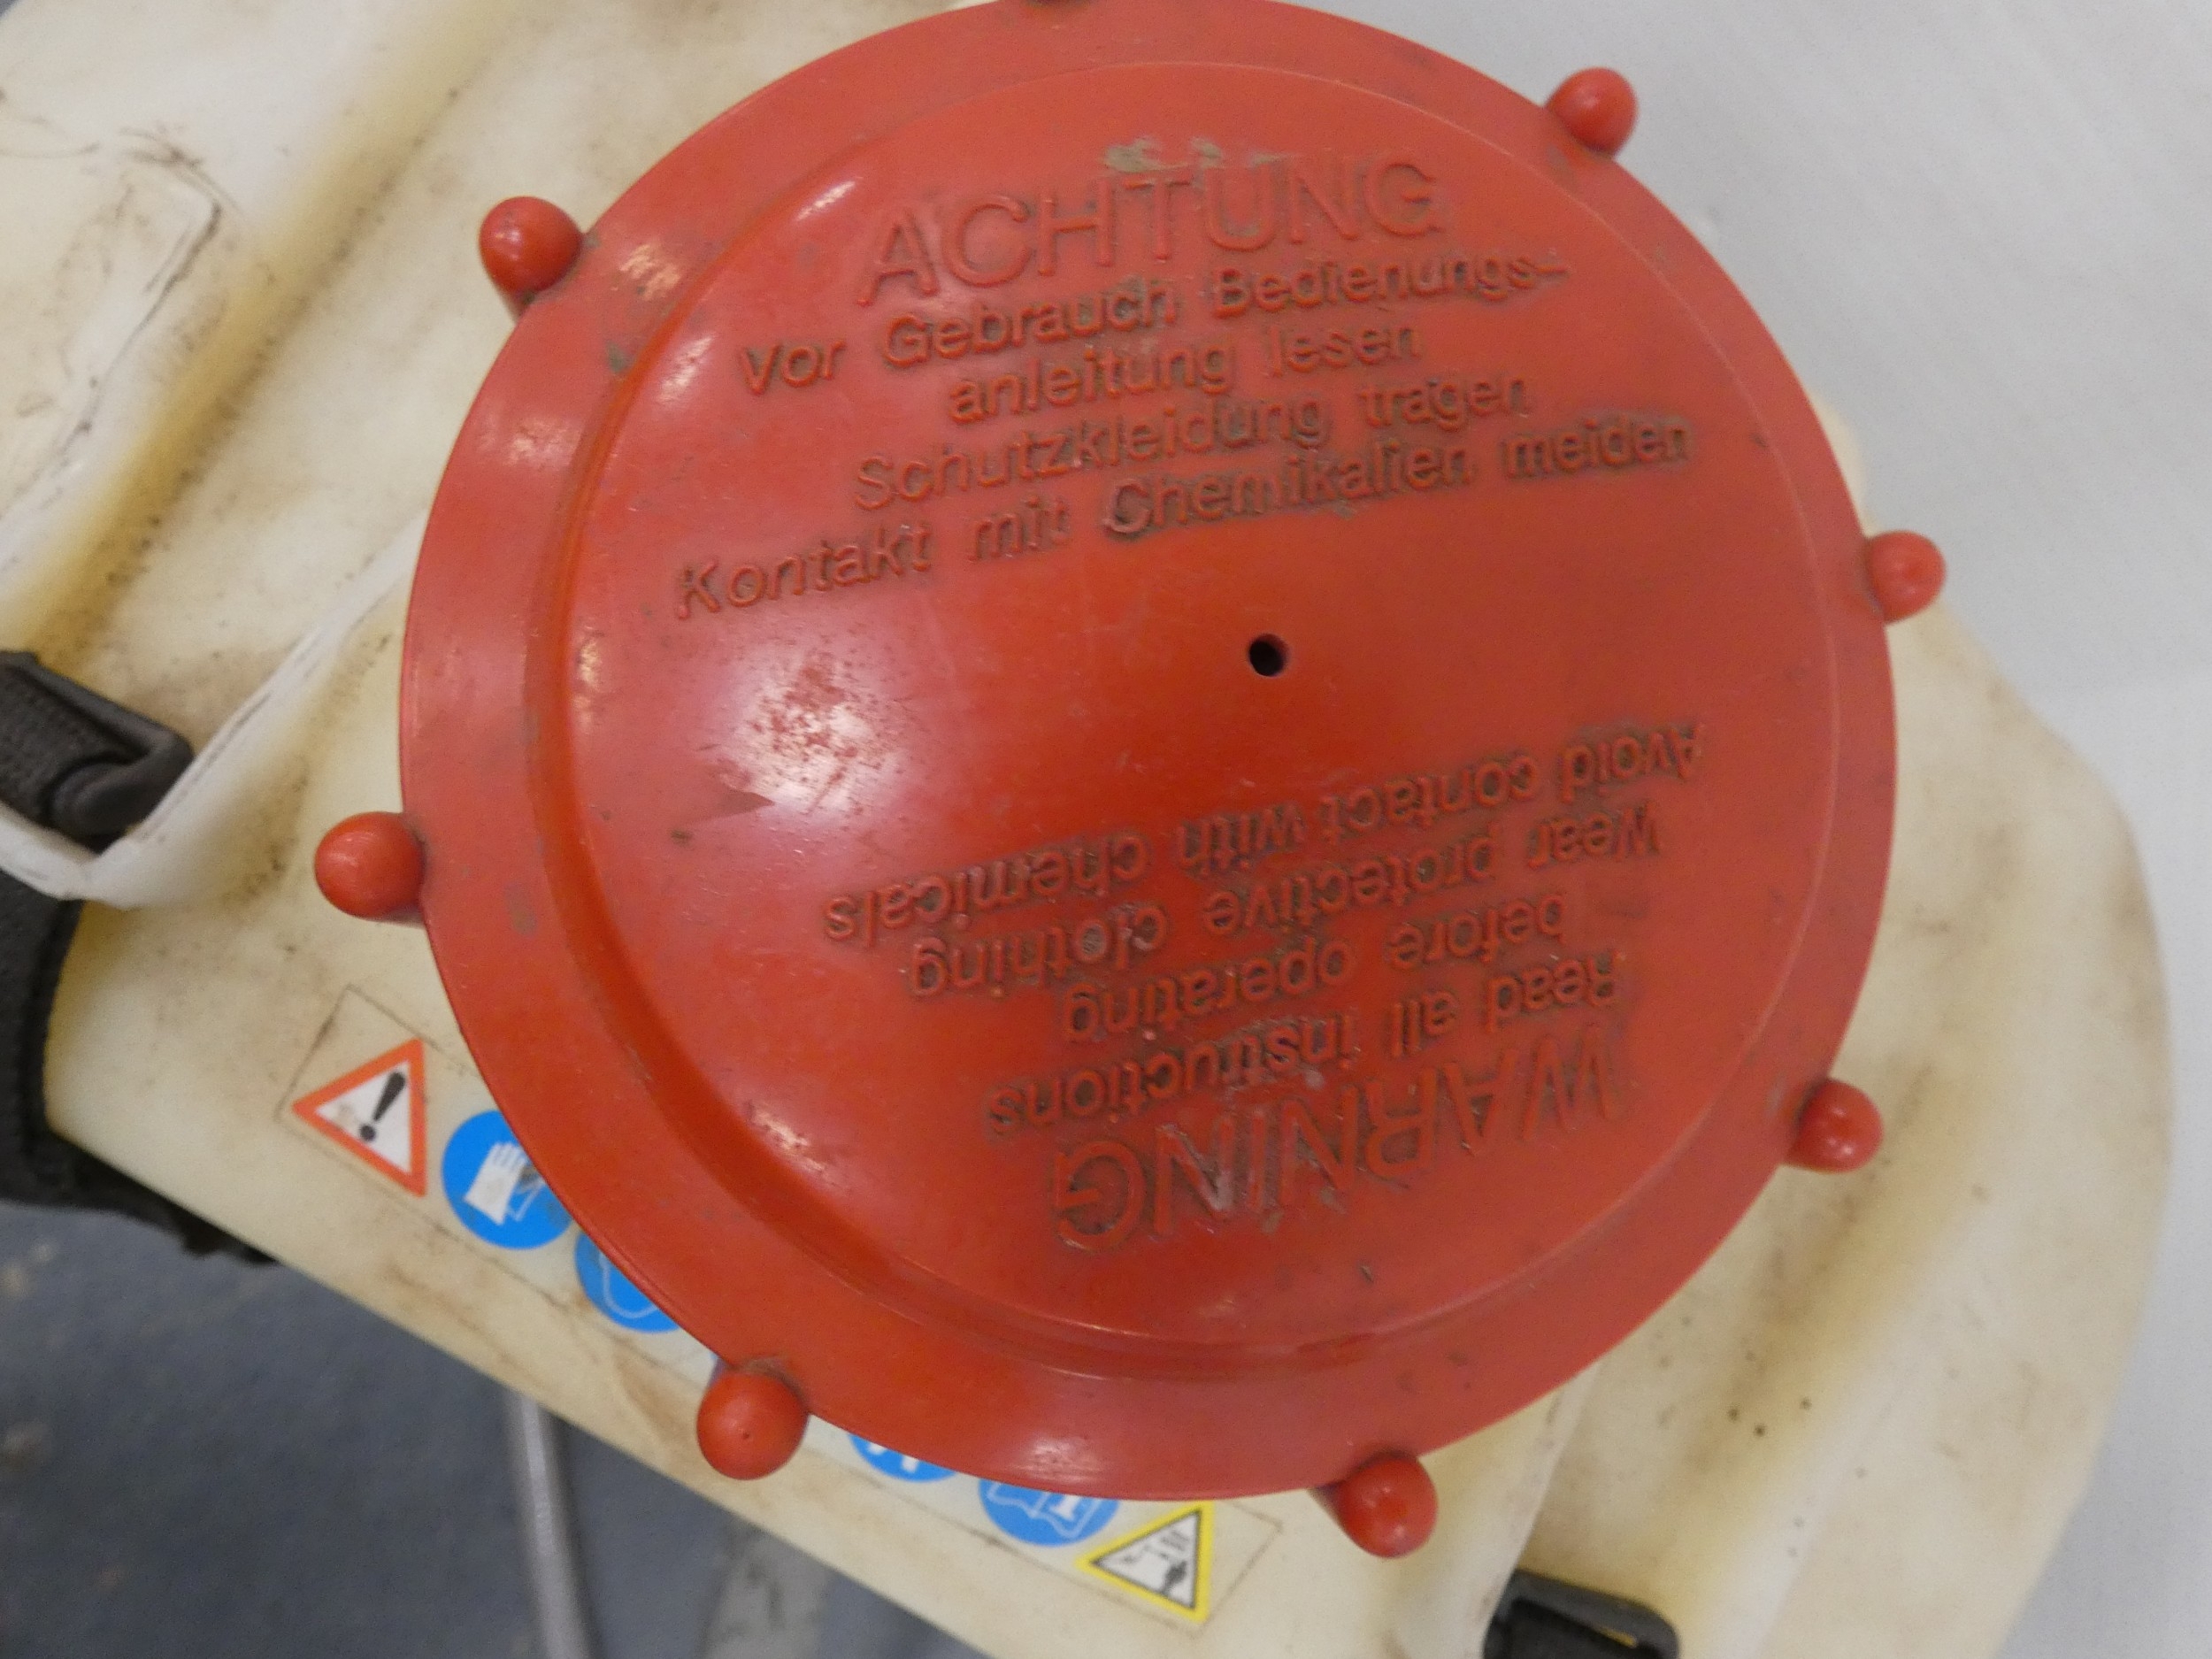 ACHTUNG
Vor Gebrauch Bedienungs-
anleitung lesen
Schutzkleidung tragen
Kontakt mit Chemikalien meiden
WARNING
Read all instructions
before operating
Wear protective clothing
Avoid contact with chemicals